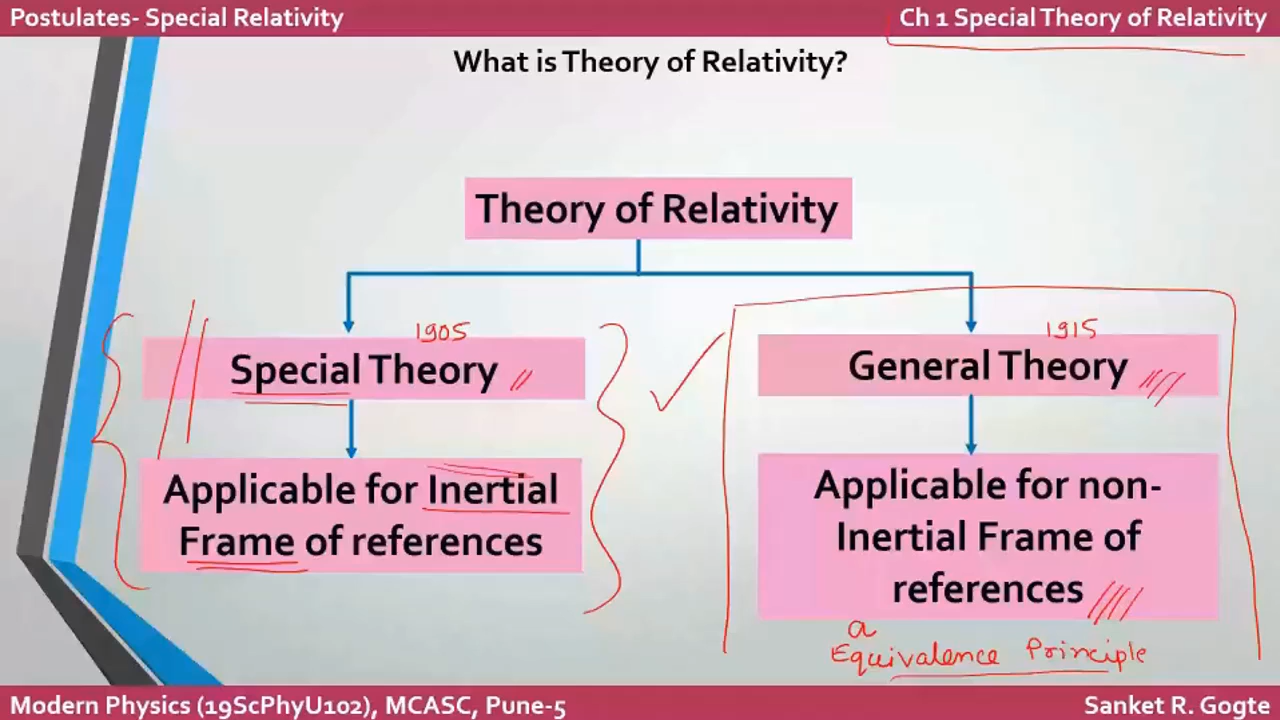 Postulates- Special Relativity
Ch 1 Special Theory of Relativity
What is Theory of Relativity?
Theory of Relativity
1905
Special Theory
Applicable for Inertial
Frame of references
1915
General Theory
Applicable for non-
Inertial Frame of
references
a
Equivalence Principle
Modern Physics (19ScPhyU102), MCASC, Pune-5
Sanket R. Gogte